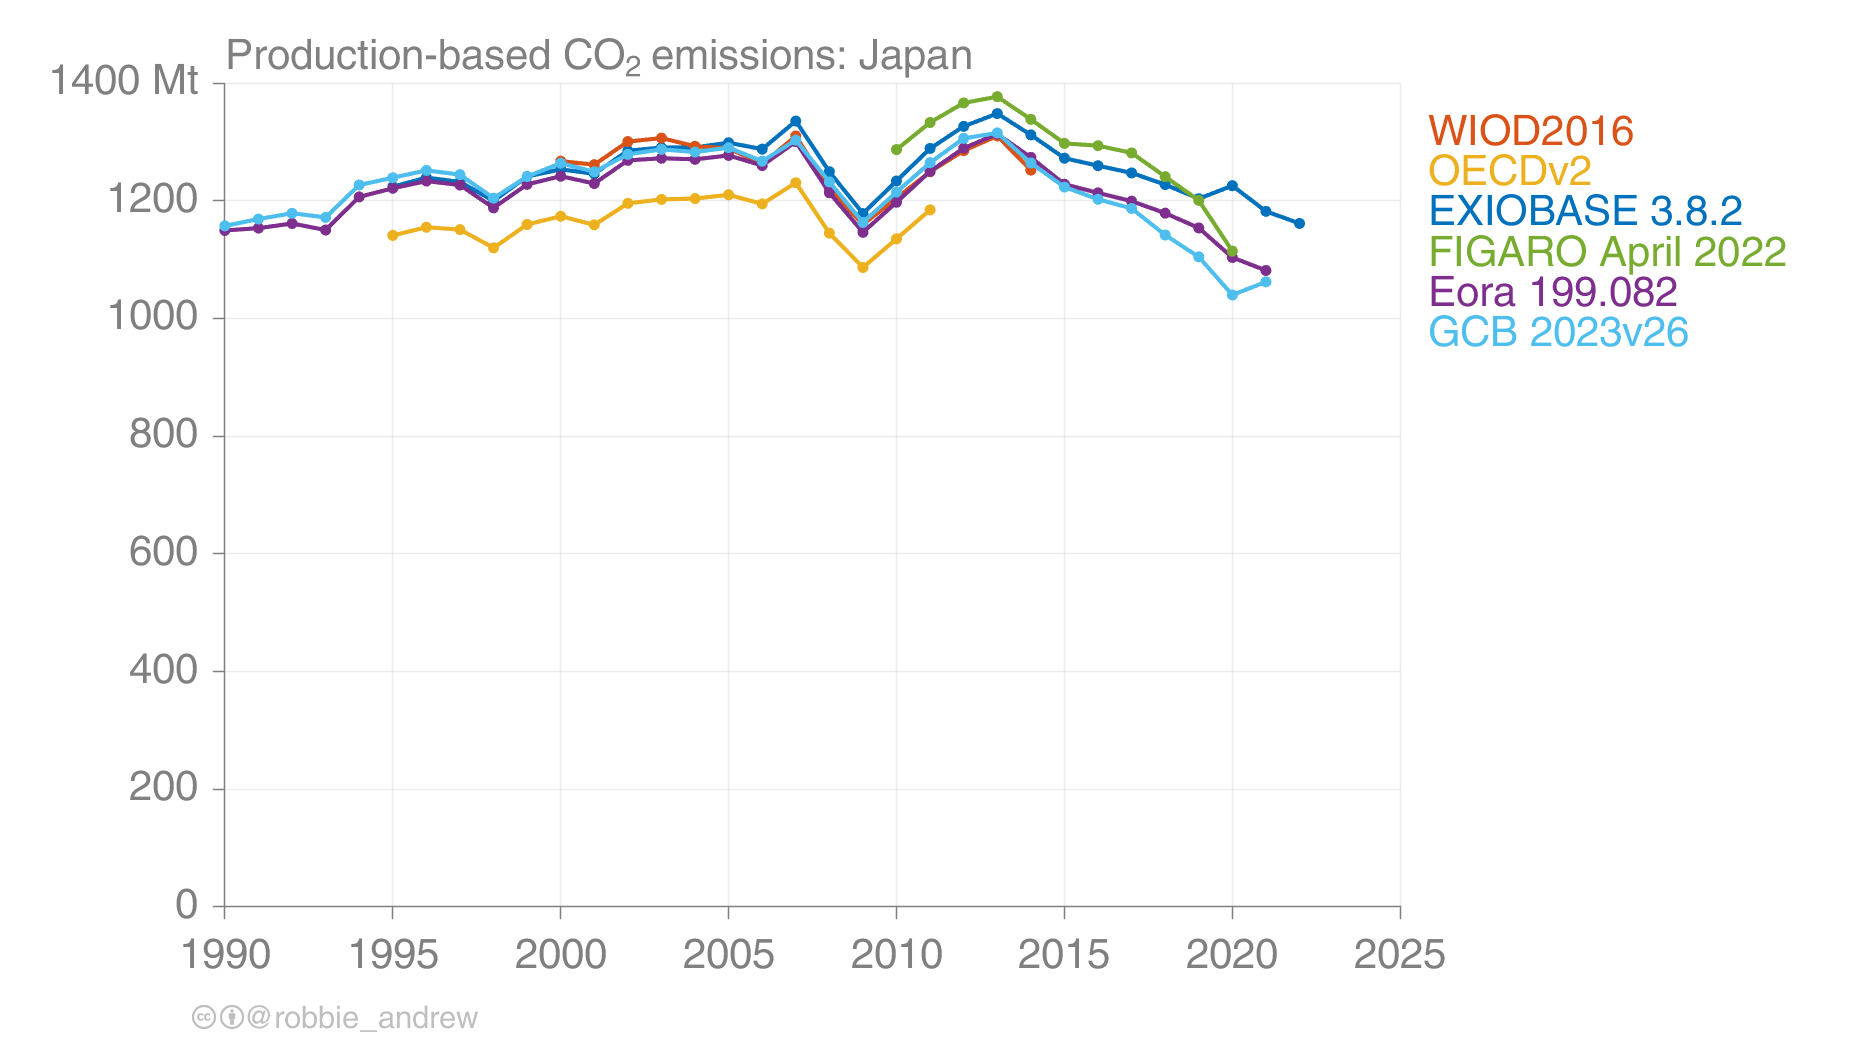 Production-based CO₂ emissions: Japan
1400 Mt
1200
1000
800
600
400
200
0
1990 1995 2000 2005 2010 2015 2020 2025
WIOD2016
OECDv2
EXIOBASE 3.8.2
FIGARO April 2022
Eora 199.082
GCB 2023v26
@robbie_andrew